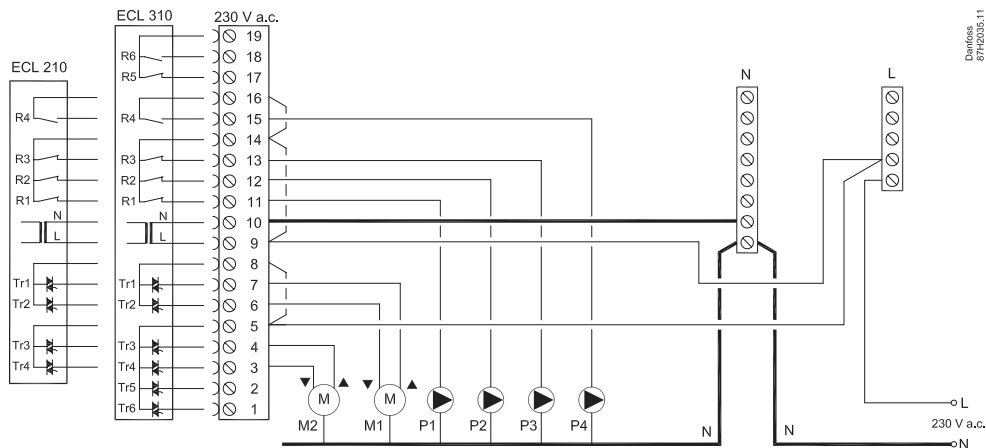 ECL 310
230 V a.c.
Danfoss
87H2035.11
ECL 210
19
R6
18
R5
17
N
L
16
R4
R4
15
14
R3
R3
13
R2
R2
12
R1
R1
11
N
N
10
L
L
9
8
Tr1
Tr1
7
Tr2
Tr2
6
5
Tr3
Tr3
4
Tr4
Tr4
3
Tr5
2
Tr6
1
M
M
M2
M1
P1
P2
P3
P4
L
230 V a.c.
N
N
N